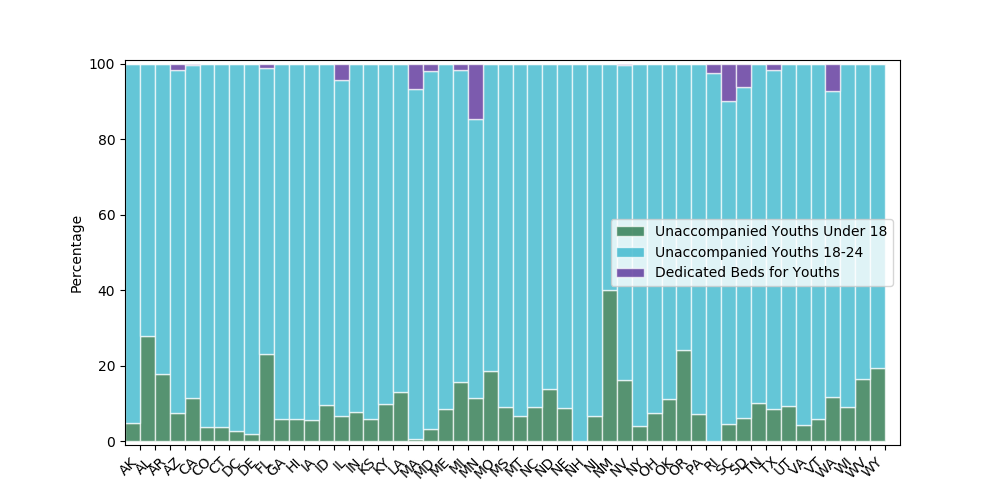 100
80
60
40
20
0
Percentage
Unaccompanied Youths Under 18
Unaccompanied Youths 18-24
Dedicated Beds for Youths
AK AL AR AZ CA CO CT DC DE FL GA HI IA ID IL IN KS KY LA MA MD ME MI MN MO MS MT NC ND NE NH NJ NM NV NY OH OK OR PA RI SC SD TN TX UT VA VT WA WI WV WY